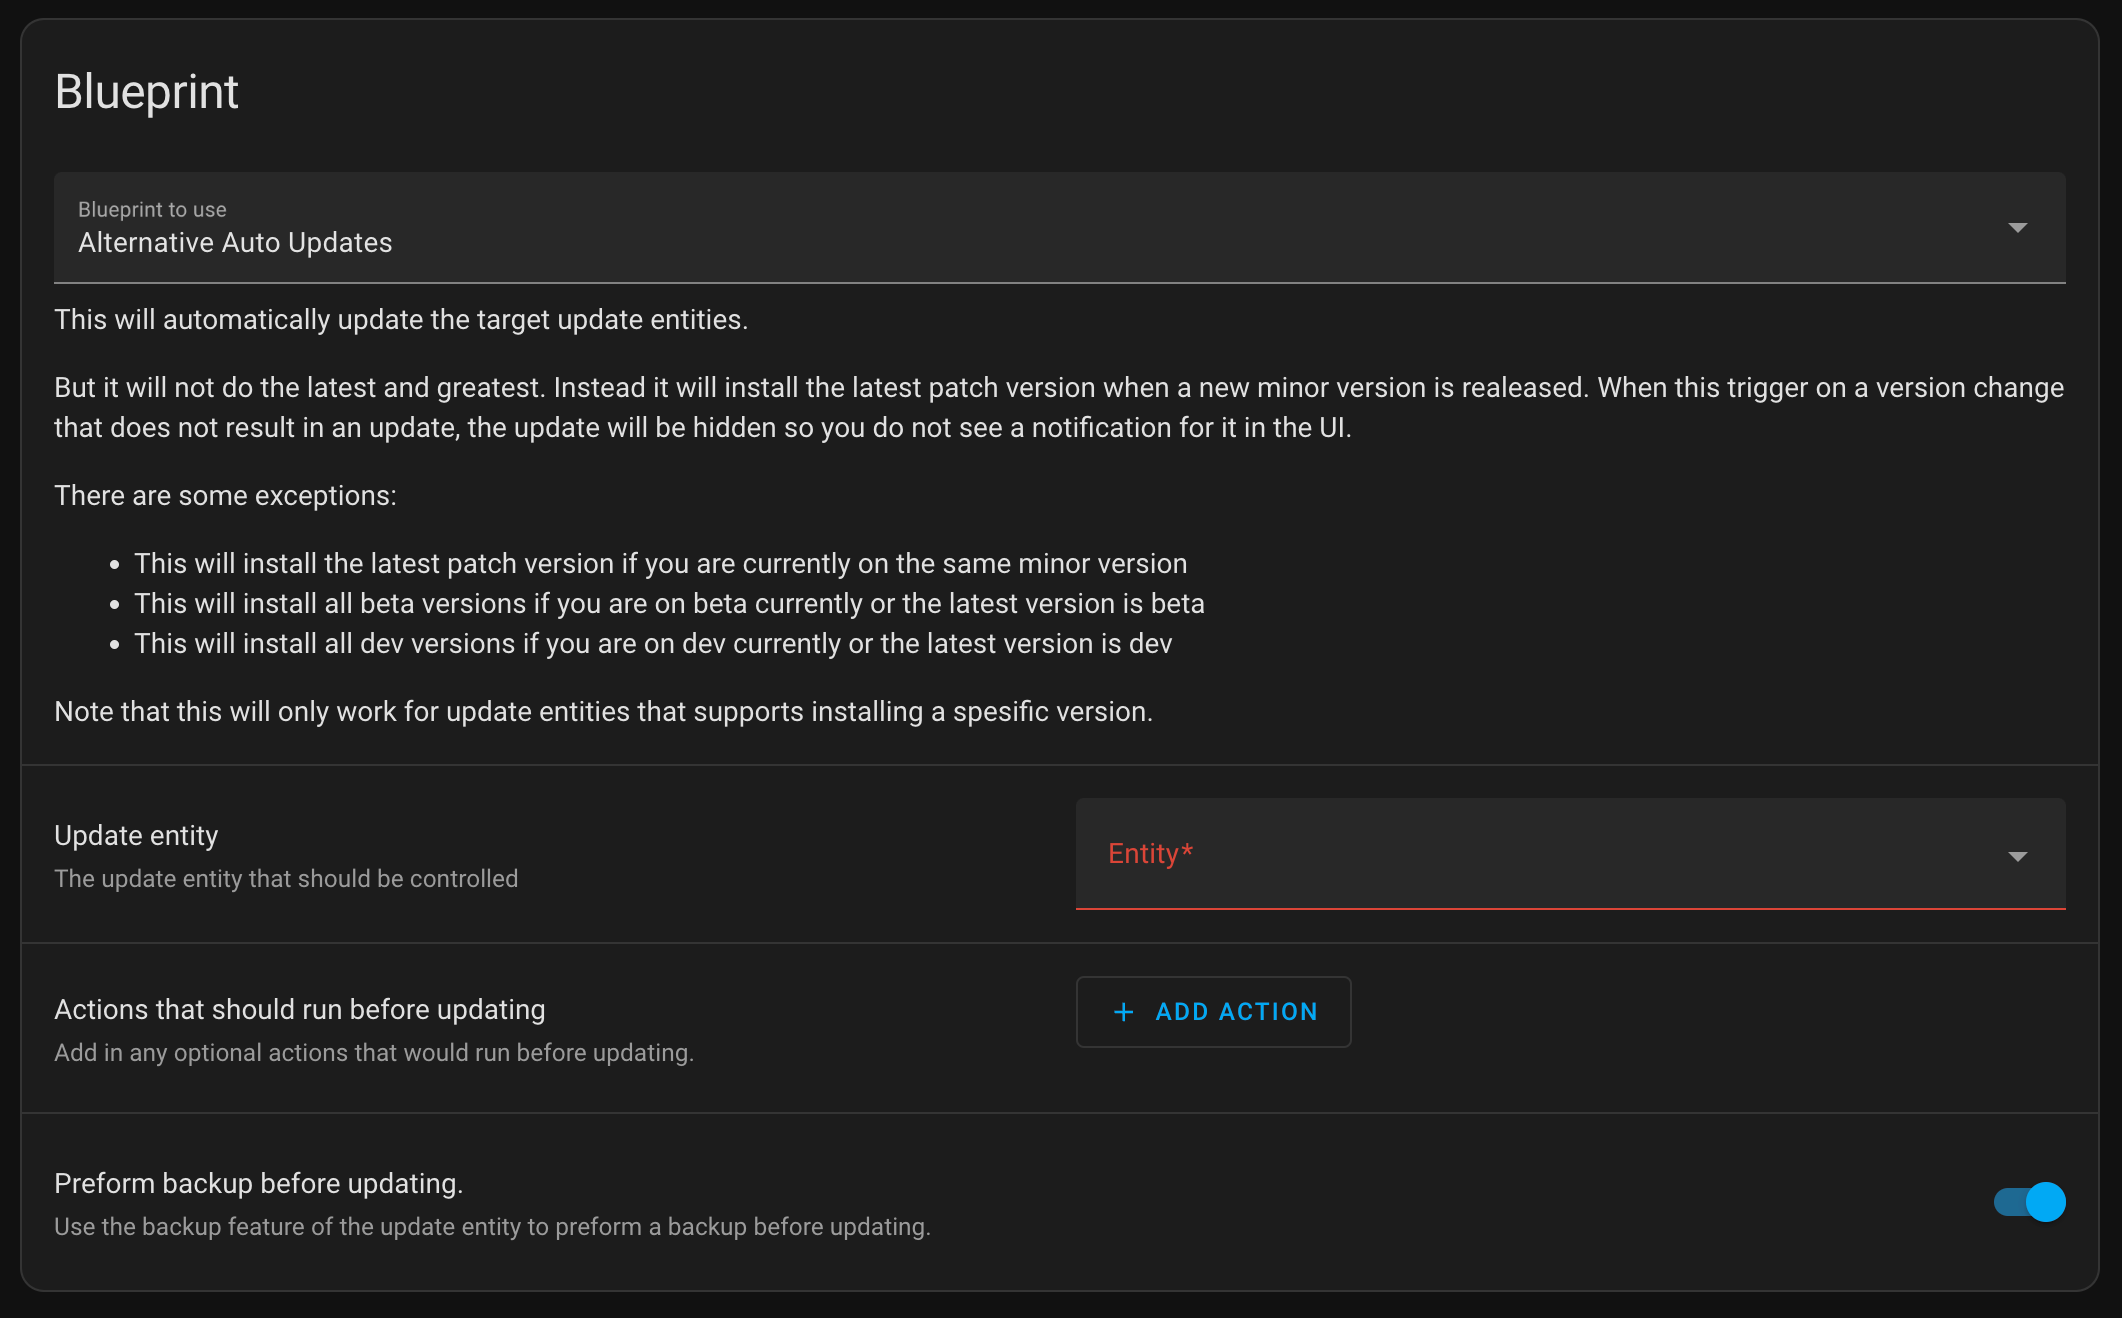 Blueprint
Blueprint to use
Alternative Auto Updates
This will automatically update the target update entities.
But it will not do the latest and greatest. Instead it will install the latest patch version when a new minor version is realeased. When this trigger on a version change
that does not result in an update, the update will be hidden so you do not see a notification for it in the UI.
There are some exceptions:
• This will install the latest patch version if you are currently on the same minor version
• This will install all beta versions if you are on beta currently or the latest version is beta
• This will install all dev versions if you are on dev currently or the latest version is dev
Note that this will only work for update entities that supports installing a spesific version.
Update entity
The update entity that should be controlled
Entity*
Actions that should run before updating
Add in any optional actions that would run before updating.
+ ADD ACTION
Preform backup before updating.
Use the backup feature of the update entity to preform a backup before updating.